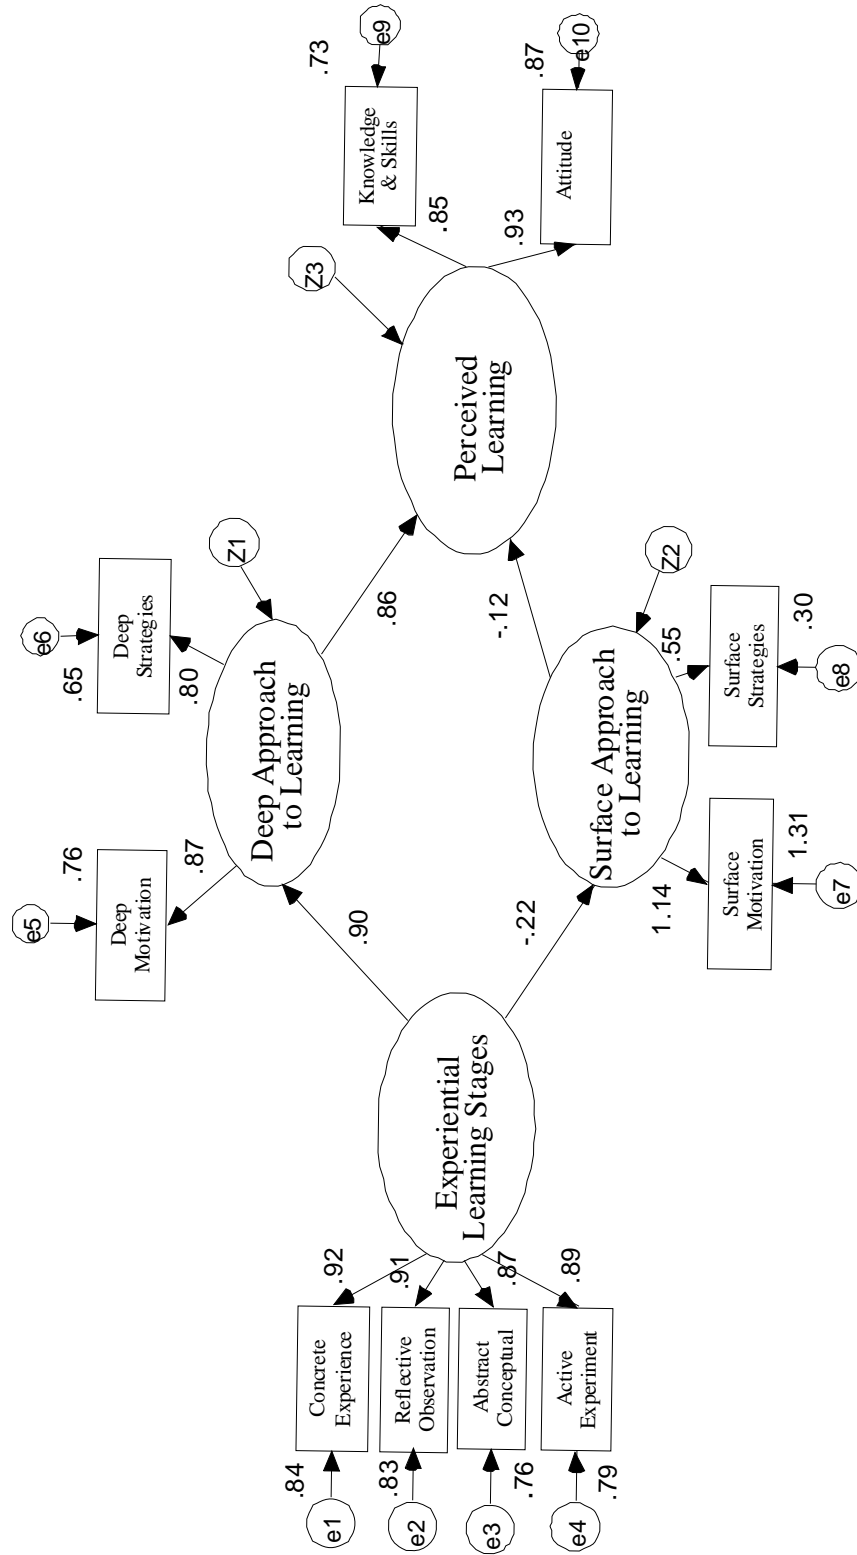 e1
.84
Concrete
Experience
.92
e2
.83
Reflective
Observation
.91
e3
.76
Abstract
Conceptual
.87
e4
.79
Active
Experiment
.89
Experiential
Learning Stages
.90
-.22
e5
.76
Deep
Motivation
.87
e6
.65
Deep
Strategies
.80
Deep Approach
to Learning
Z1
.86
Surface Approach
to Learning
Z2
-.12
1.14
Surface
Motivation
1.31
e7
.55
Surface
Strategies
.30
e8
Perceived
Learning
Z3
.85
Knowledge
& Skills
.73
e9
.93
Attitude
.87
e10